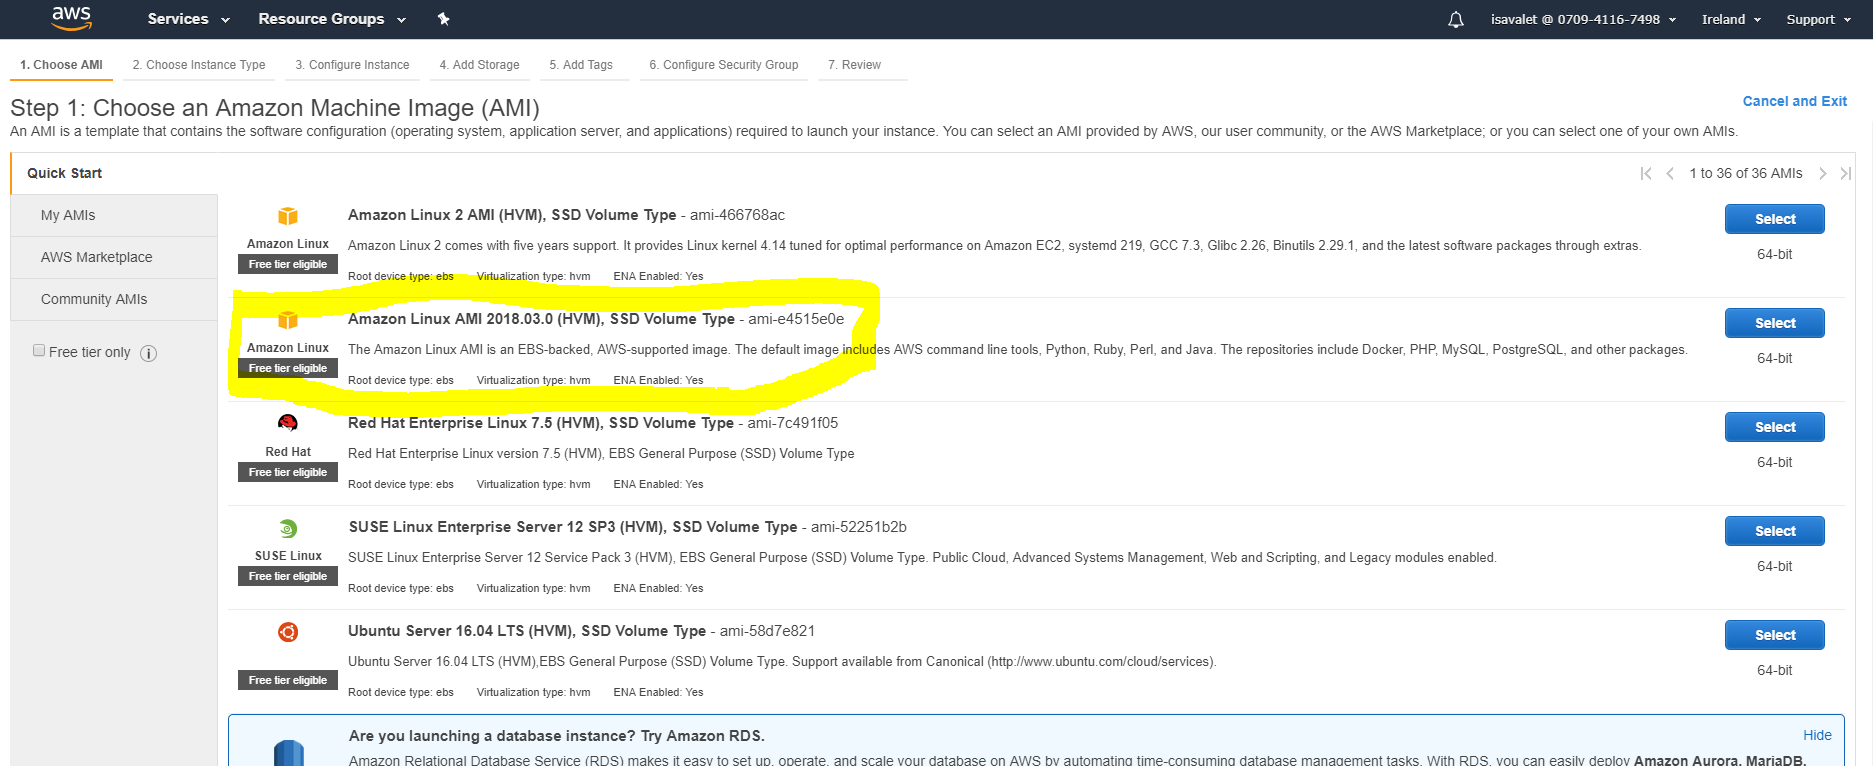 aws Services Resource Groups isavalet @ 0709-4116-7498 Ireland Support
1. Choose AMI 2. Choose Instance Type 3. Configure Instance 4. Add Storage 5. Add Tags 6. Configure Security Group 7. Review
Step 1: Choose an Amazon Machine Image (AMI)
Cancel and Exit
An AMI is a template that contains the software configuration (operating system, application server, and applications) required to launch your instance. You can select an AMI provided by AWS, our user community, or the AWS Marketplace; or you can select one of your own AMIs.
Quick Start
My AMIs
AWS Marketplace
Community AMIs
Free tier only
1 to 36 of 36 AMIs
Amazon Linux
Free tier eligible
Amazon Linux 2 AMI (HVM), SSD Volume Type - ami-466768ac
Amazon Linux 2 comes with five years support. It provides Linux kernel 4.14 tuned for optimal performance on Amazon EC2, systemd 219, GCC 7.3, Glibc 2.26, Binutils 2.29.1, and the latest software packages through extras.
Root device type: ebs Virtualization type: hvm ENA Enabled: Yes
Select
64-bit
Amazon Linux
Free tier eligible
Amazon Linux AMI 2018.03.0 (HVM), SSD Volume Type - ami-e4515e0e
The Amazon Linux AMI is an EBS-backed, AWS-supported image. The default image includes AWS command line tools, Python, Ruby, Perl, and Java. The repositories include Docker, PHP, MySQL, PostgreSQL, and other packages.
Root device type: ebs Virtualization type: hvm ENA Enabled: Yes
Select
64-bit
Red Hat
Free tier eligible
Red Hat Enterprise Linux 7.5 (HVM), SSD Volume Type - ami-7c491f05
Red Hat Enterprise Linux version 7.5 (HVM), EBS General Purpose (SSD) Volume Type
Root device type: ebs Virtualization type: hvm ENA Enabled: Yes
Select
64-bit
SUSE Linux
Free tier eligible
SUSE Linux Enterprise Server 12 SP3 (HVM), SSD Volume Type - ami-52251b2b
SUSE Linux Enterprise Server 12 Service Pack 3 (HVM), EBS General Purpose (SSD) Volume Type. Public Cloud, Advanced Systems Management, Web and Scripting, and Legacy modules enabled.
Root device type: ebs Virtualization type: hvm ENA Enabled: Yes
Select
64-bit
Free tier eligible
Ubuntu Server 16.04 LTS (HVM), SSD Volume Type - ami-58d7e821
Ubuntu Server 16.04 LTS (HVM),EBS General Purpose (SSD) Volume Type. Support available from Canonical (http://www.ubuntu.com/cloud/services).
Root device type: ebs Virtualization type: hvm ENA Enabled: Yes
Select
64-bit
Are you launching a database instance? Try Amazon RDS.
Hide
Amazon Relational Database Service (RDS) makes it easy to set up, operate, and scale your database on AWS by automating time-consuming database management tasks. With RDS, you can easily deploy Amazon Aurora, MariaDB,